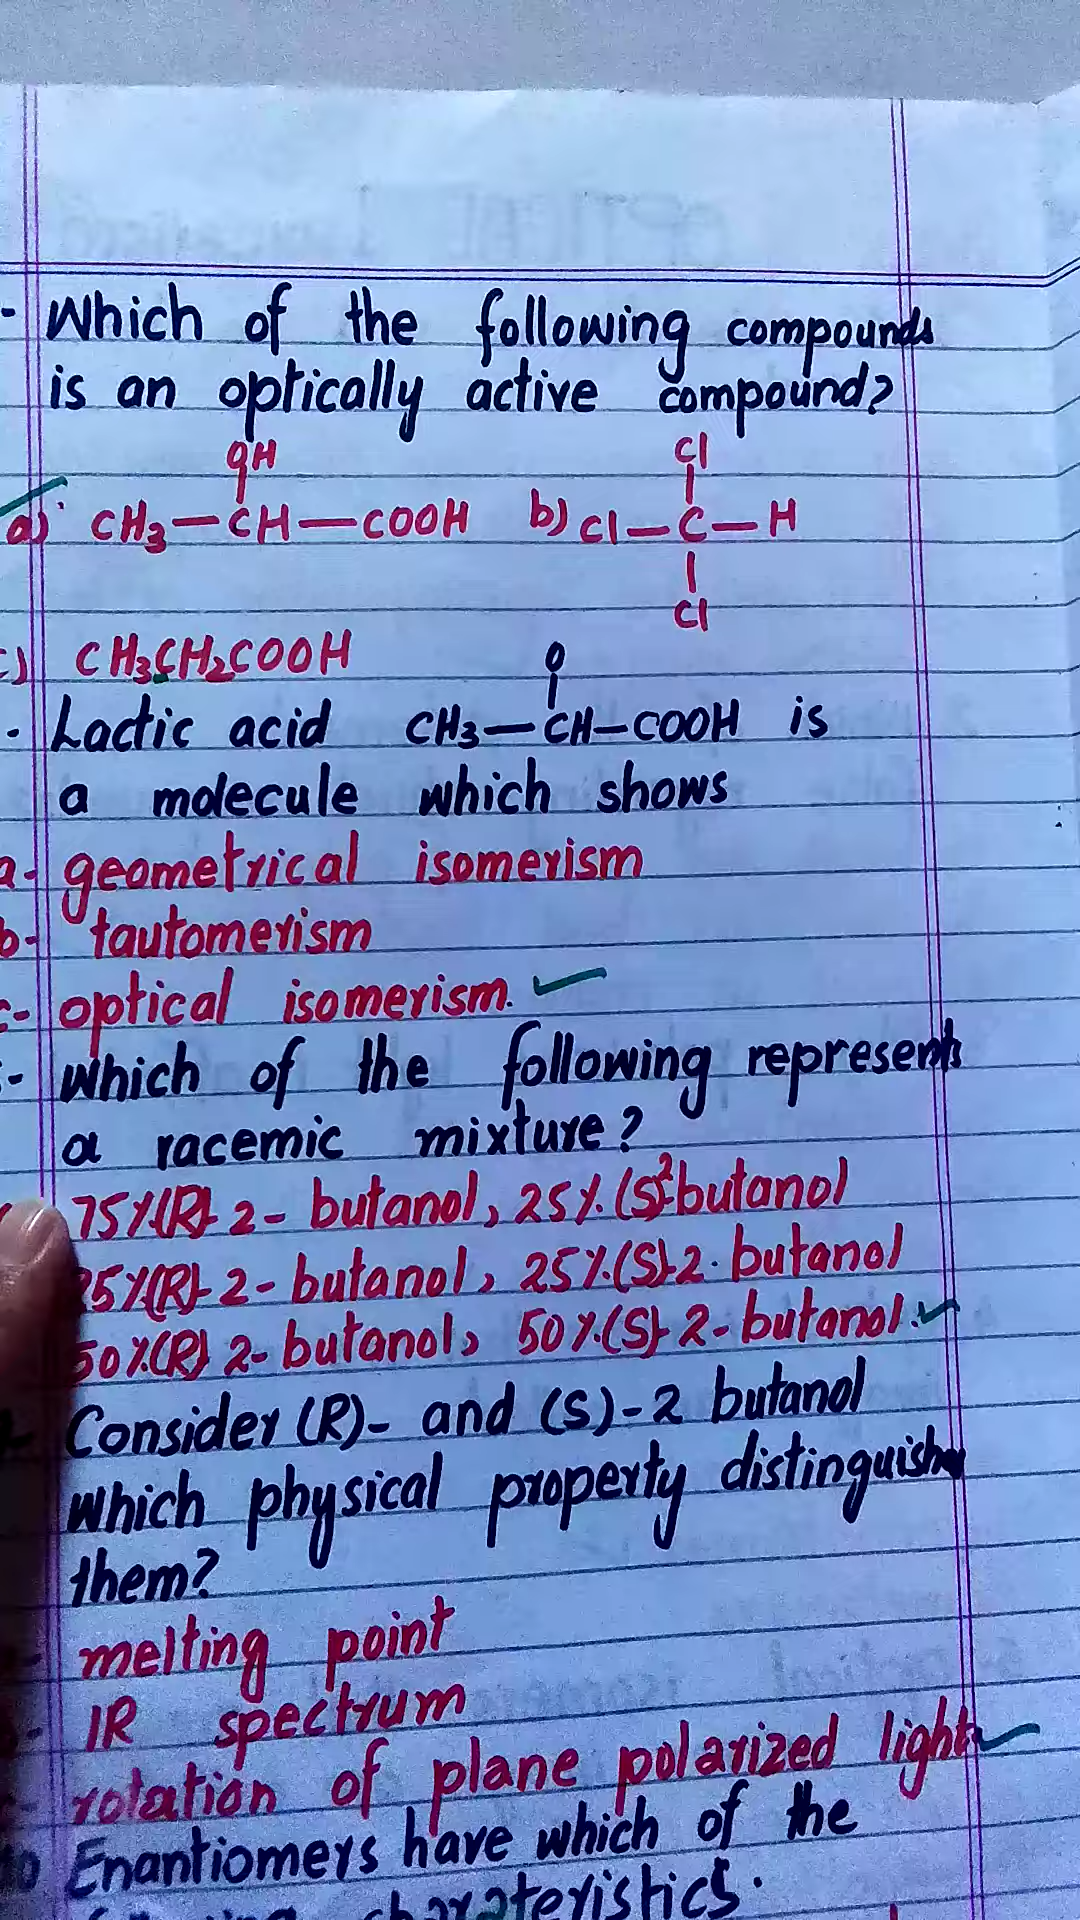 - Which of the following compounds
is an optically active compound?
OH
Cl
a) CH3—CH—COOH b) Cl—C—H
Cl
c) CH3CH2COOH
O
- Lactic acid CH3—CH—COOH is
a molecule which shows
a- geometrical isomerism
b- tautomerism
c- optical isomerism.
- which of the following represents
a racemic mixture?
75%(R)-2-butanol, 25%(S)-2-butanol
25%(R)-2-butanol, 25%(S)-2-butanol
50%(R)-2-butanol, 50%(S)-2-butanol.
Consider (R)- and (S)-2 butanol
which physical property distinguishes
them?
melting point
IR spectrum
rotation of plane polarized light
Enantiomers have which of the
charateristics.